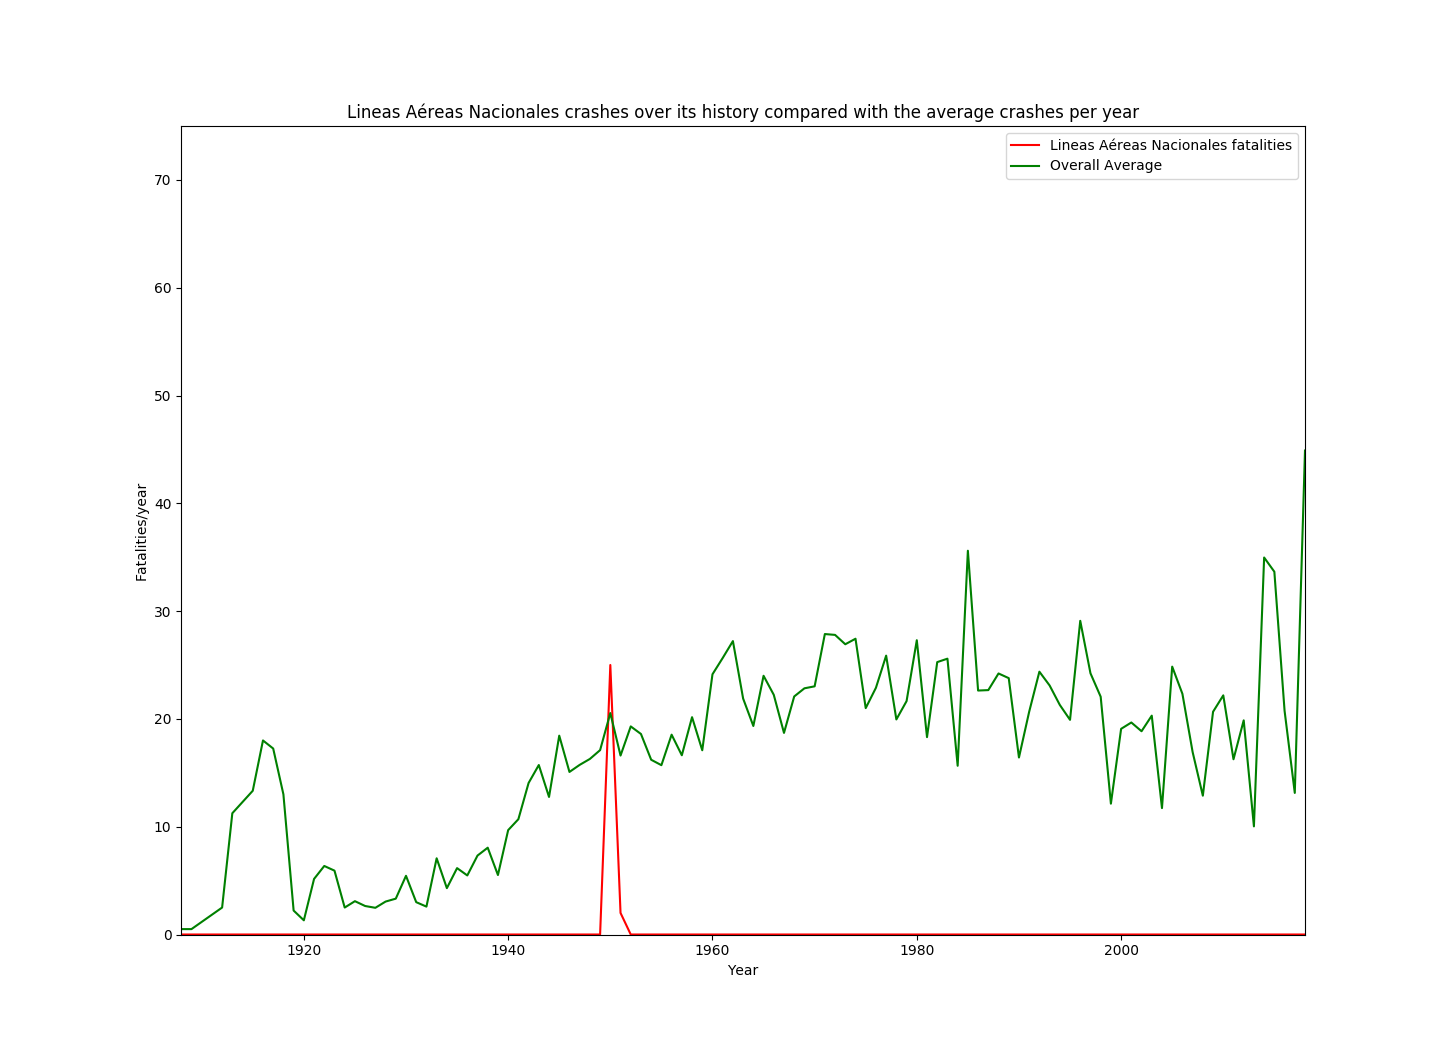 Lineas Aéreas Nacionales crashes over its history compared with the average crashes per year
Lineas Aéreas Nacionales fatalities
Overall Average
70
60
50
40
30
20
10
0
Fatalities/year
1920 1940 1960 1980 2000
Year